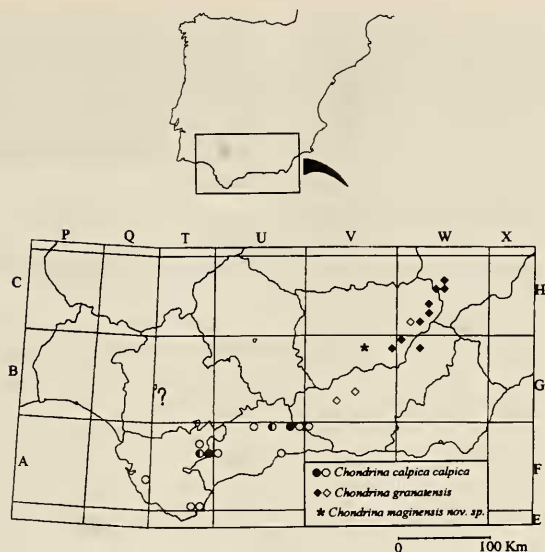 P Q T U V W X
C H
B ? G
A F
E
Chondrina calpica calpica
Chondrina granatensis
Chondrina maginensis nov. sp.
0 100 Km